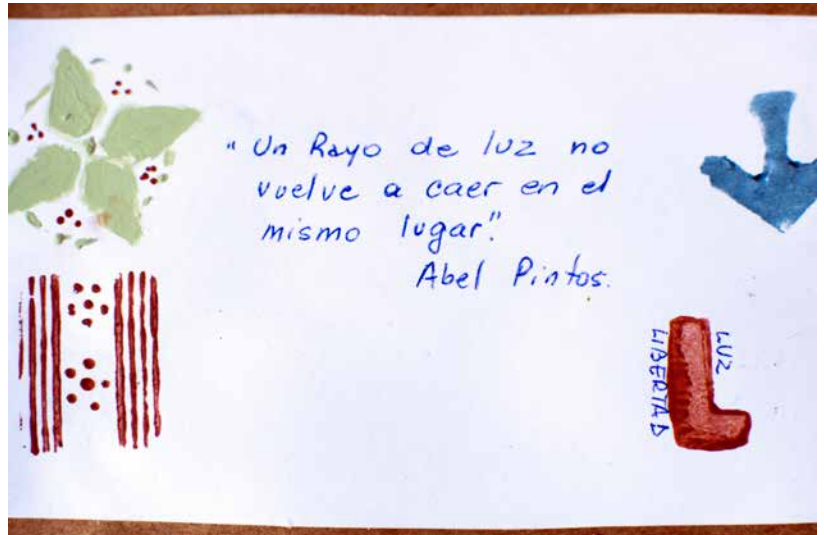 "Un Rayo de luz no
vuelve a caer en el
mismo lugar."
Abel Pintos.
LUZ
L
LIBERTAD